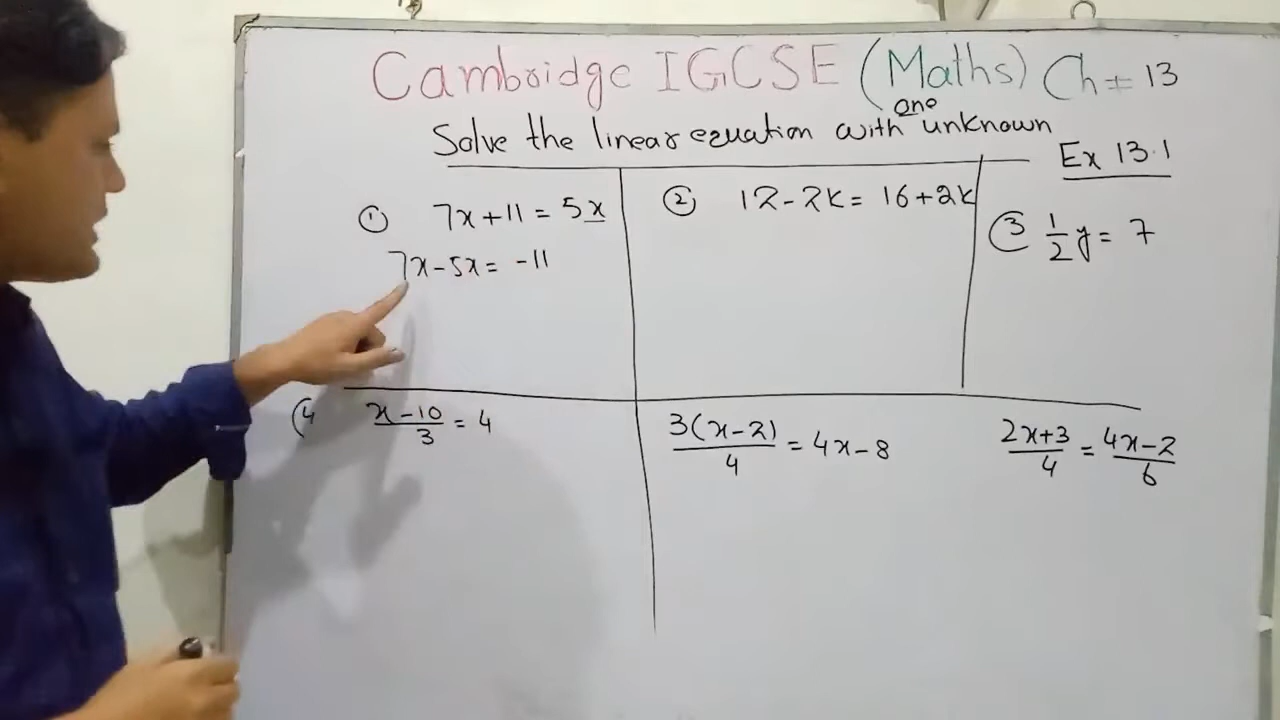 Cambridge IGCSE (Maths) Ch = 13
Solve the linear equation with one unknown
Ex 13.1
① 7x+11 = 5x
7x-5x = -11
② 12-2k = 16+2k
③ 1/2 y = 7
(4 x-10/3 = 4
3(x-2)/4 = 4x-8
2x+3/4 = 4x-2/6